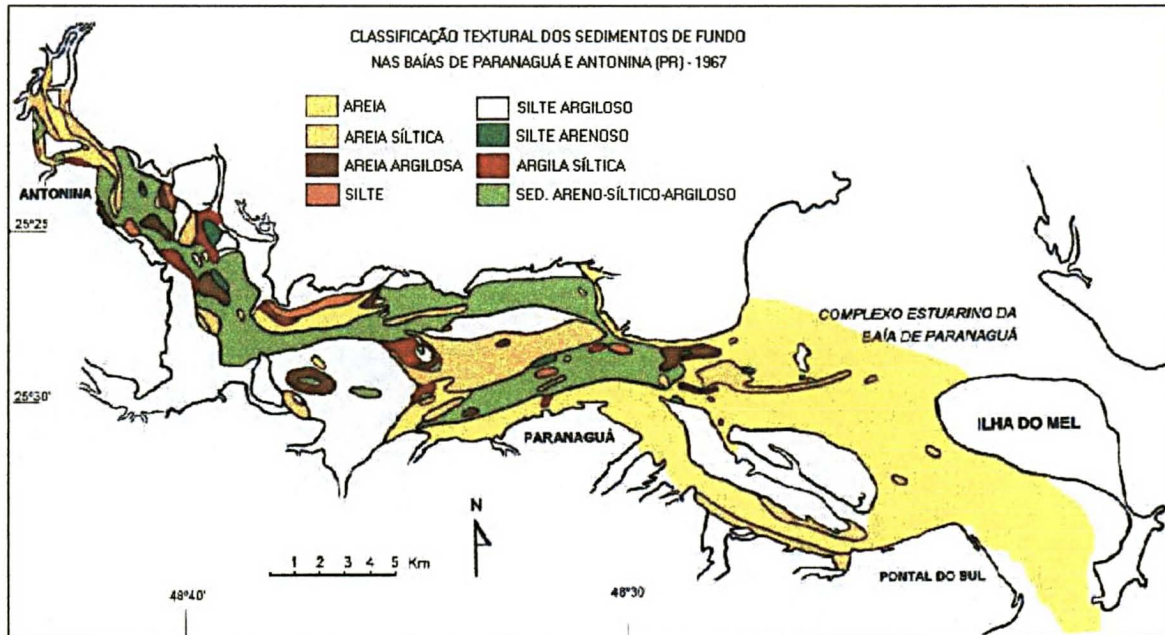 CLASSIFICAÇÃO TEXTURAL DOS SEDIMENTOS DE FUNDO
NAS BAÍAS DE PARANAGUÁ E ANTONINA (PR) - 1967
AREIA
AREIA SÍLTICA
AREIA ARGILOSA
SILTE
SILTE ARGILOSO
SILTE ARENOSO
ARGILA SÍLTICA
SED. ARENO-SÍLTICO-ARGILOSO
ANTONINA
25°25
COMPLEXO ESTUARINO DA
BAÍA DE PARANAGUÁ
25°30'
ILHA DO MEL
PARANAGUÁ
N
1 2 3 4 5 Km
PONTAL DO SUL
48°40'
48°30